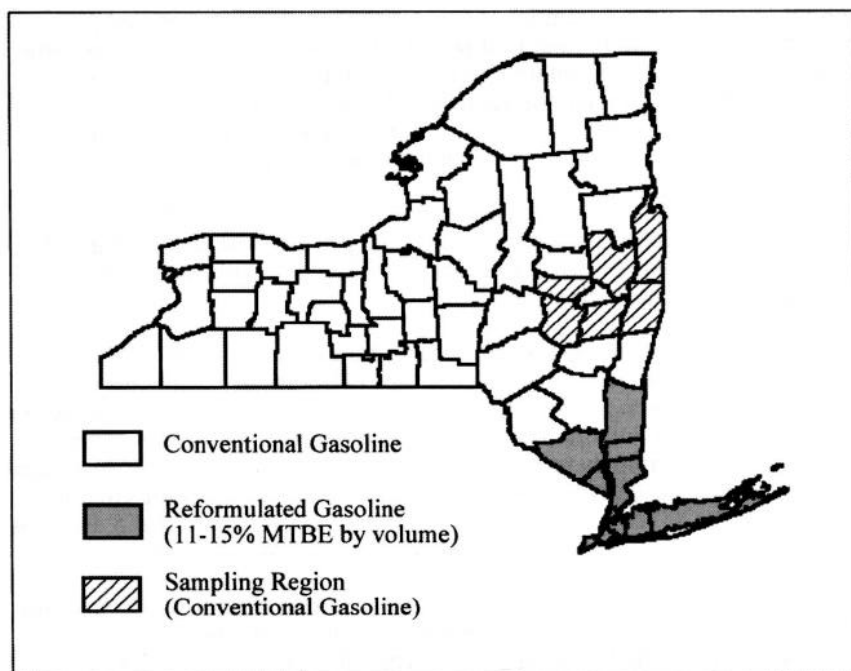 Conventional Gasoline
Reformulated Gasoline
(11-15% MTBE by volume)
Sampling Region
(Conventional Gasoline)